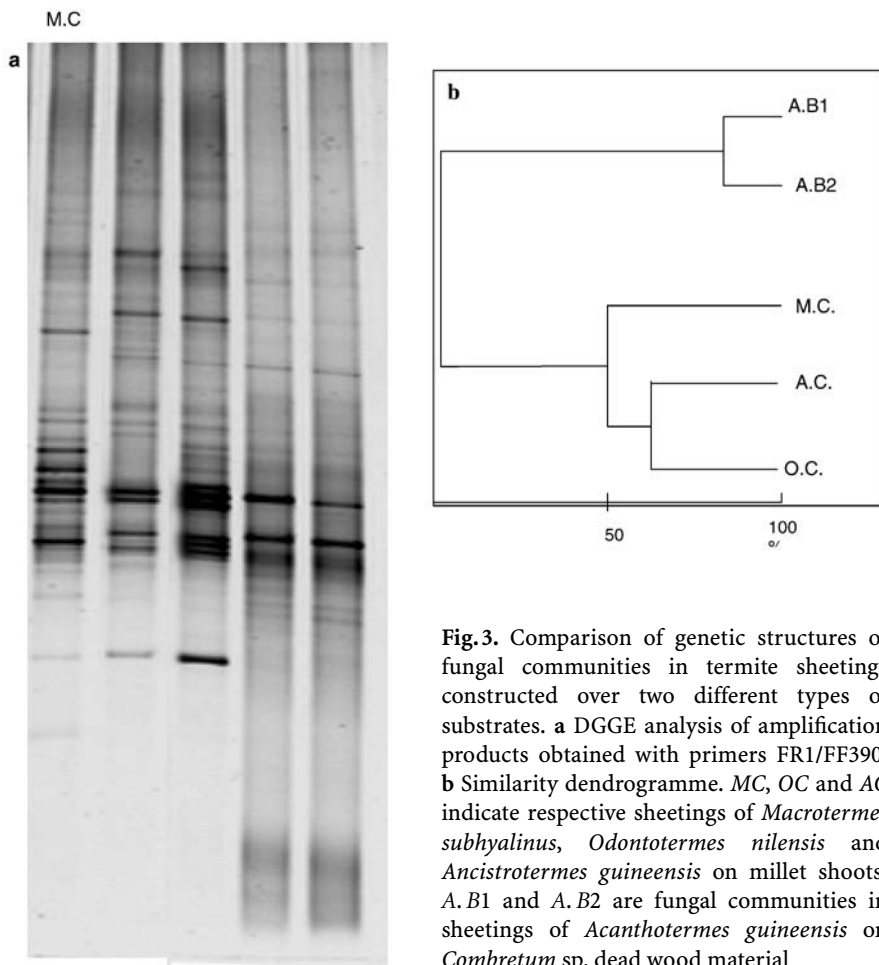 M.C
a
b
A.B1
A.B2
M.C.
A.C.
O.C.
50
100
o/
Fig. 3. Comparison of genetic structures o
fungal communities in termite sheeting
constructed over two different types o
substrates. a DGGE analysis of amplification
products obtained with primers FR1/FF390
b Similarity dendrogramme. MC, OC and AC
indicate respective sheetings of Macroterme
subhyalinus, Odontotermes nilensis and
Ancistrotermes guineensis on millet shoots
A. B1 and A. B2 are fungal communities in
sheetings of Acanthotermes guineensis on
Combretum sp. dead wood material